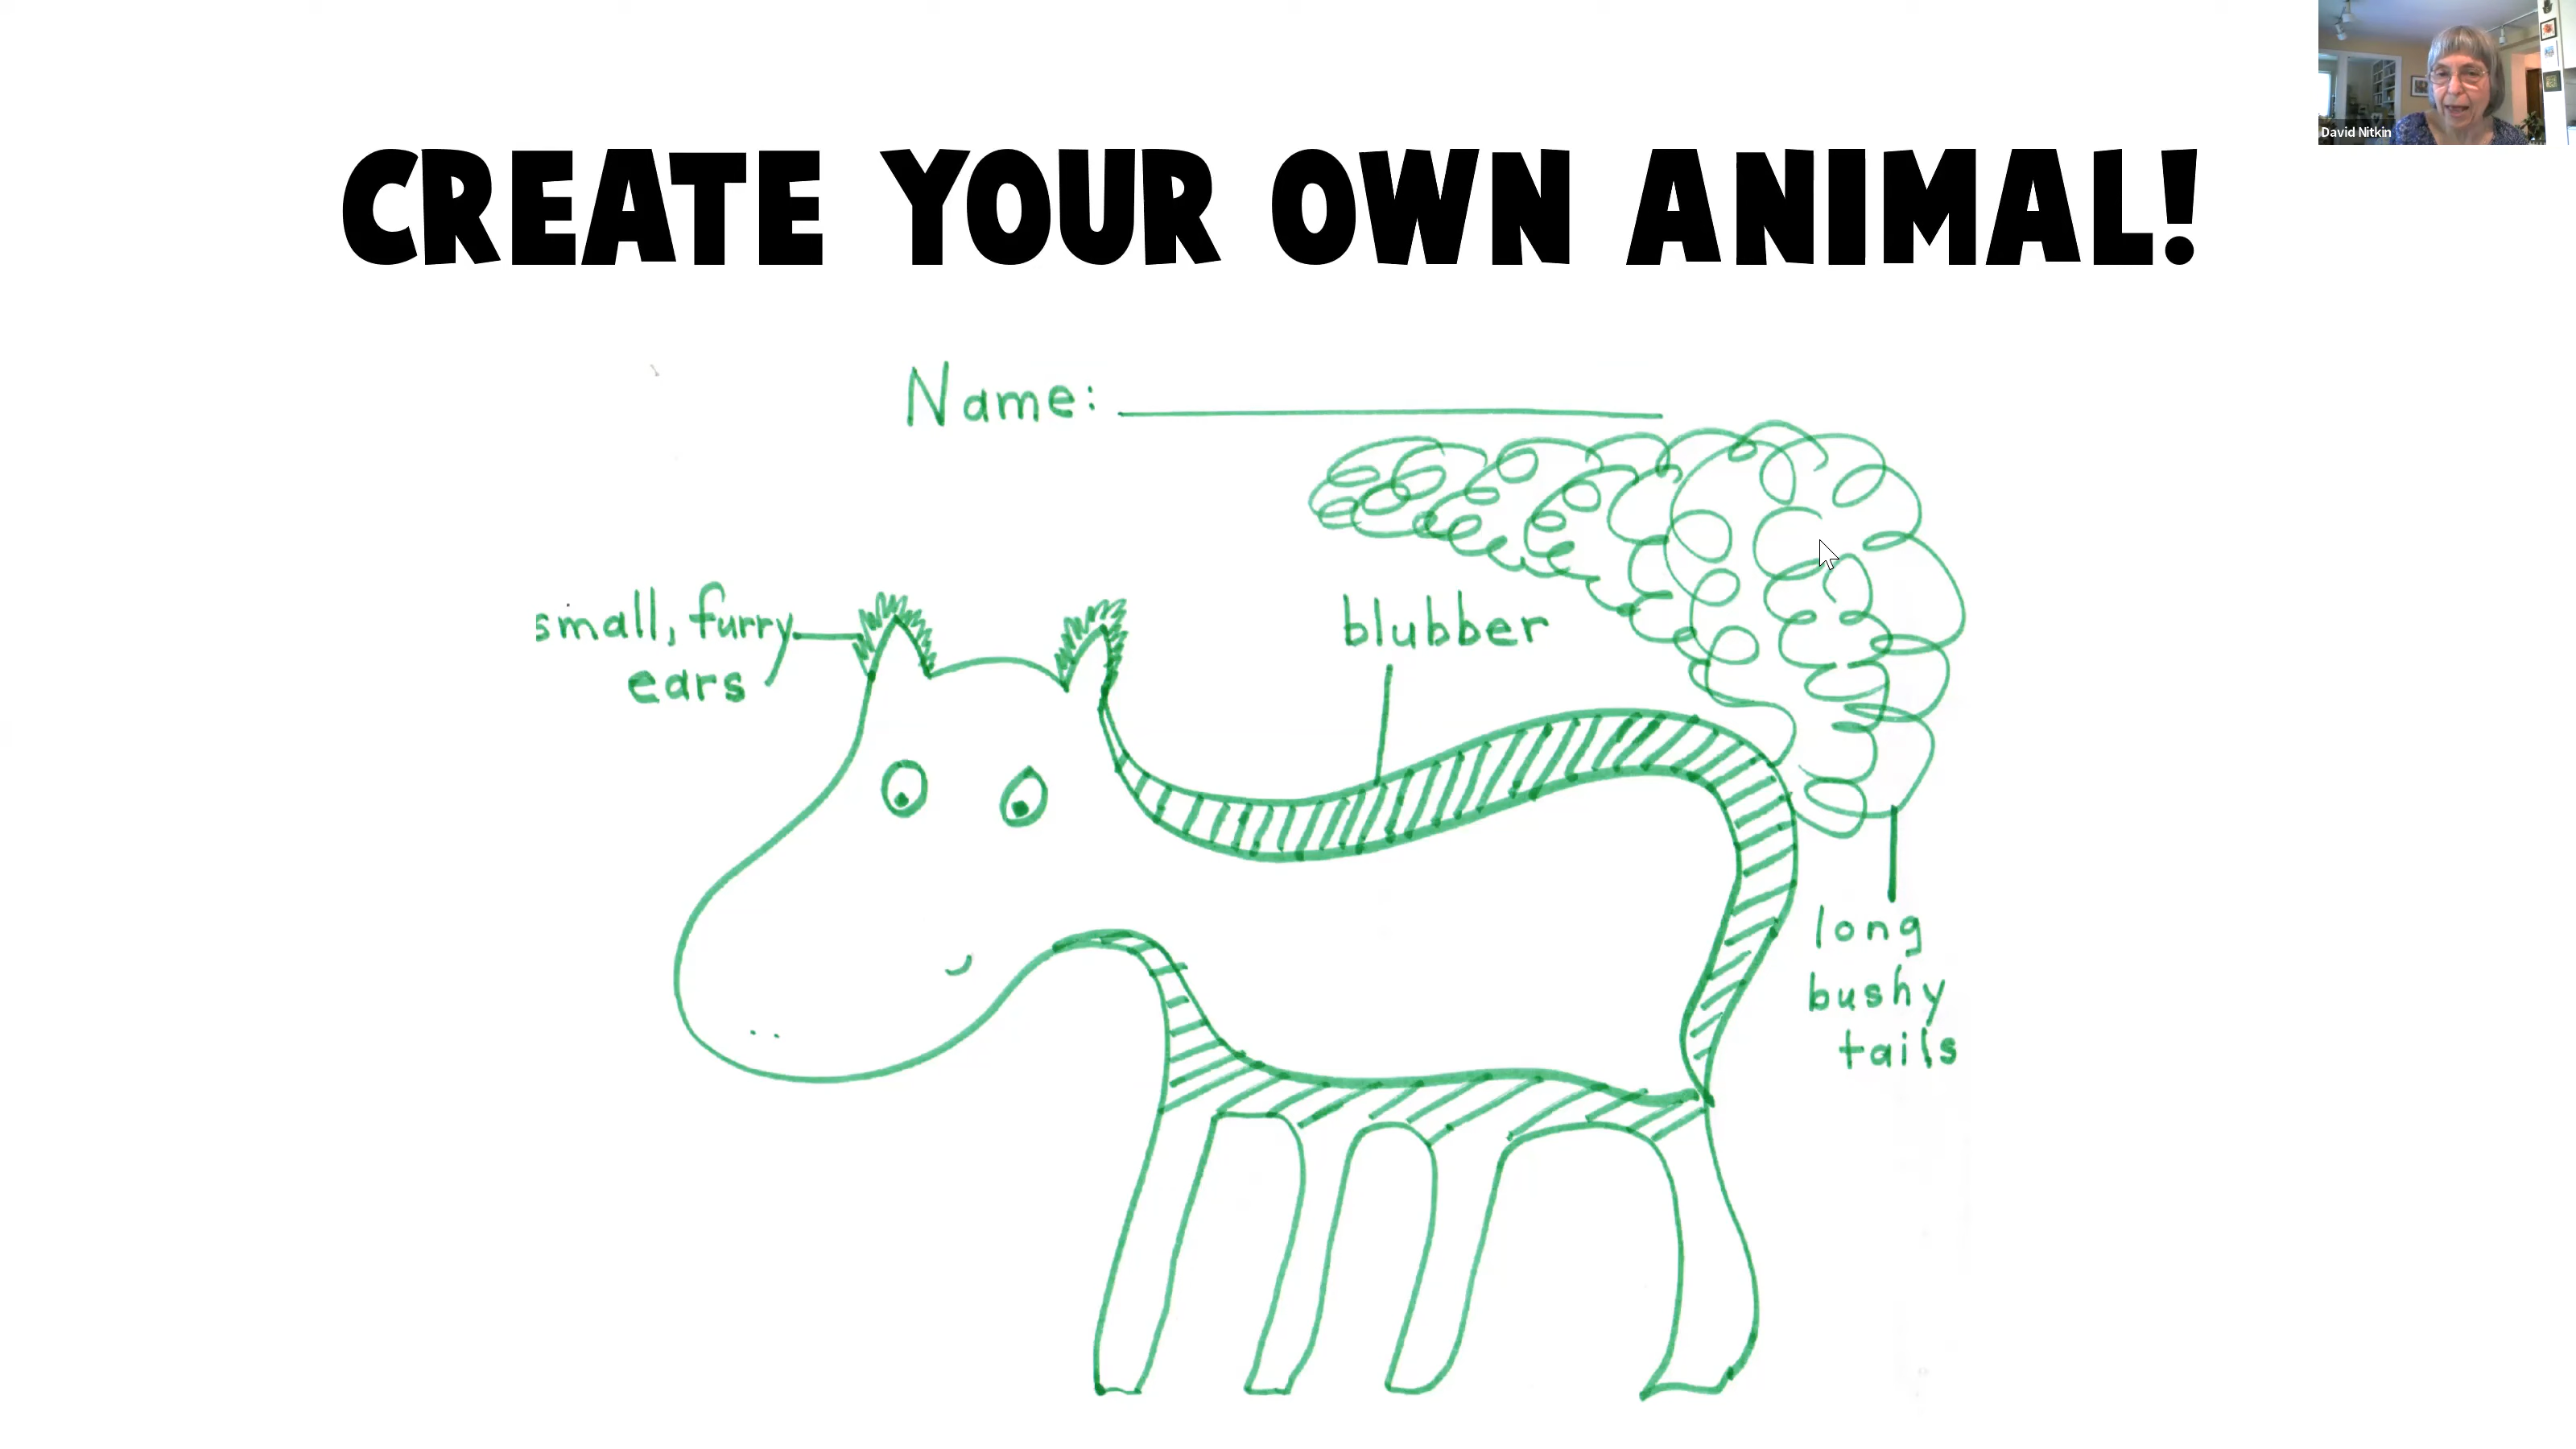 David Nitkin
CREATE YOUR OWN ANIMAL!
Name:
small, furry
ears
blubber
long
bushy
tails